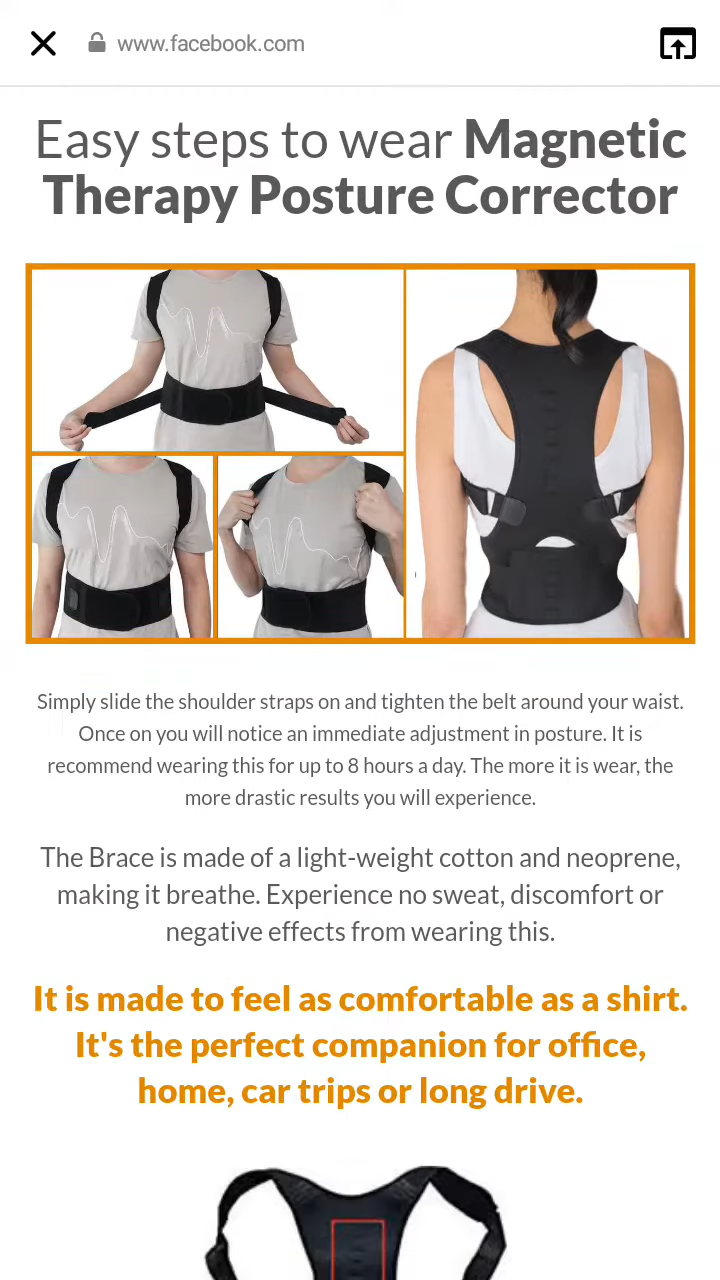 www.facebook.com
Easy steps to wear Magnetic
Therapy Posture Corrector
Simply slide the shoulder straps on and tighten the belt around your waist.
Once on you will notice an immediate adjustment in posture. It is
recommend wearing this for up to 8 hours a day. The more it is wear, the
more drastic results you will experience.
The Brace is made of a light-weight cotton and neoprene,
making it breathe. Experience no sweat, discomfort or
negative effects from wearing this.
It is made to feel as comfortable as a shirt.
It's the perfect companion for office,
home, car trips or long drive.